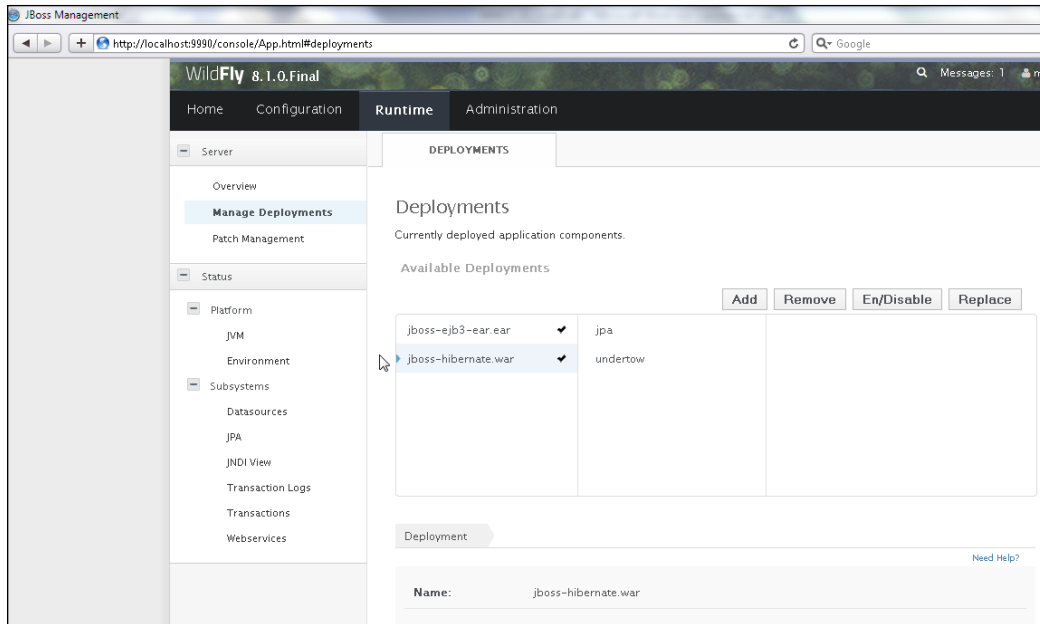 JBoss Management
http://localhost:9990/console/App.html#deployments
Google
WildFly 8.1.0.Final
Messages: 1
Home Configuration Runtime Administration
Server
Overview
Manage Deployments
Patch Management
Status
Platform
JVM
Environment
Subsystems
Datasources
JPA
JNDI View
Transaction Logs
Transactions
Webservices
DEPLOYMENTS
Deployments
Currently deployed application components.
Available Deployments
Add Remove En/Disable Replace
jboss-ejb3-ear.ear jpa
jboss-hibernate.war undertow
Deployment
Need Help?
Name: jboss-hibernate.war